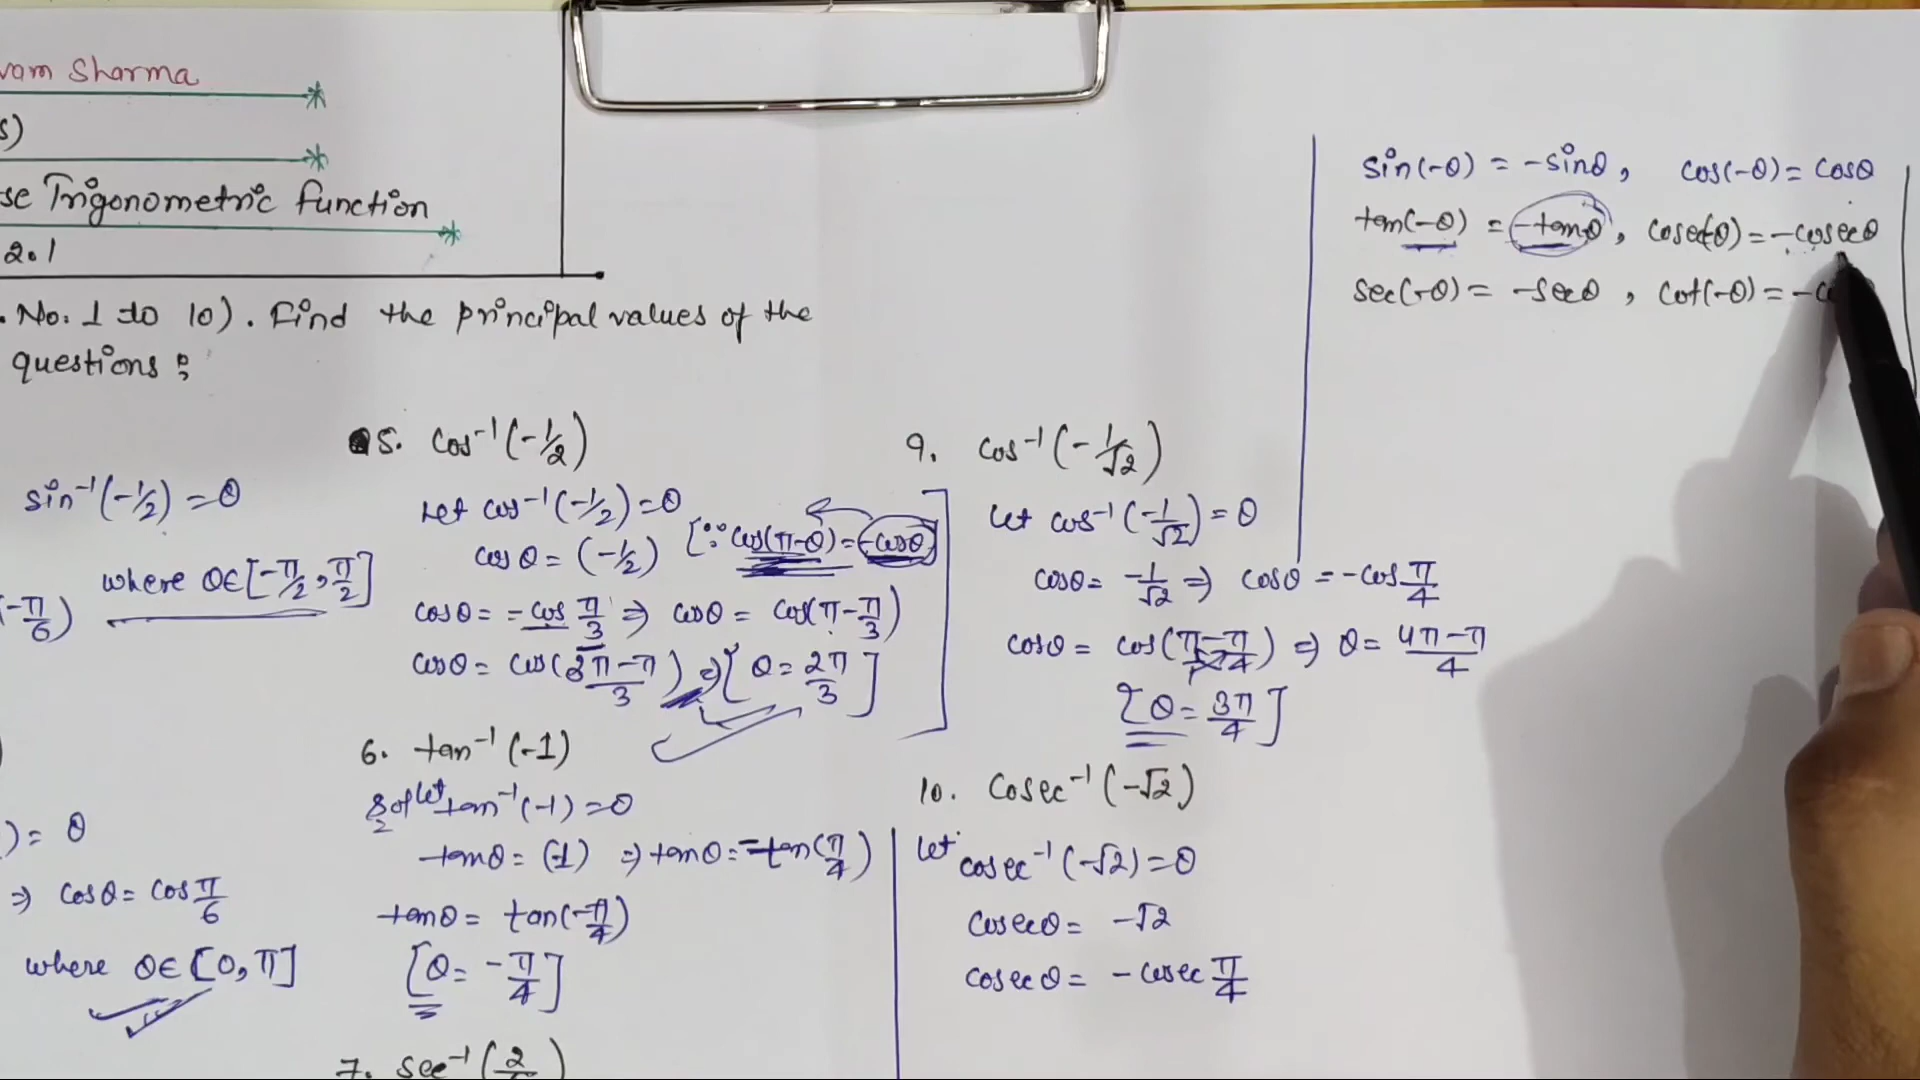 vam Sharma
s)
se Trigonometric function
2.1
. No. 1 to 10). Find the principal values of the
questions :
sin(-θ) = -sinθ, cos(-θ) = cosθ
tan(-θ) = -tanθ, cosec(-θ) = -cosecθ
sec(-θ) = -secθ, cot(-θ) =
sin⁻¹(-1/2) = θ
where θ∈[-π/2, π/2]
(-π/6)
) = θ
⇒ cosθ = cos π/6
where θ∈[0, π]
5. cos⁻¹(-1/2)
Let cos⁻¹(-1/2) = θ
cosθ = (-1/2) [∵ cos(π-θ) = -cosθ]
cosθ = -cos π/3 ⇒ cosθ = cos(π-π/3)
cosθ = cos(3π-π/3) ⇒ [θ = 2π/3]
6. tan⁻¹(-1)
Sol let tan⁻¹(-1) = θ
tanθ = (-1) ⇒ tanθ = -tan(π/4)
tanθ = tan(-π/4)
[θ = -π/4]
7. sec⁻¹(2
9. cos⁻¹(-1/√2)
let cos⁻¹(-1/√2) = θ
cosθ = -1/√2 ⇒ cosθ = -cos π/4
cosθ = cos(π-π/4) ⇒ θ = 4π-π/4
[θ = 3π/4]
10. Cosec⁻¹(-√2)
let cosec⁻¹(-√2) = θ
cosecθ = -√2
cosecθ = -cosec π/4